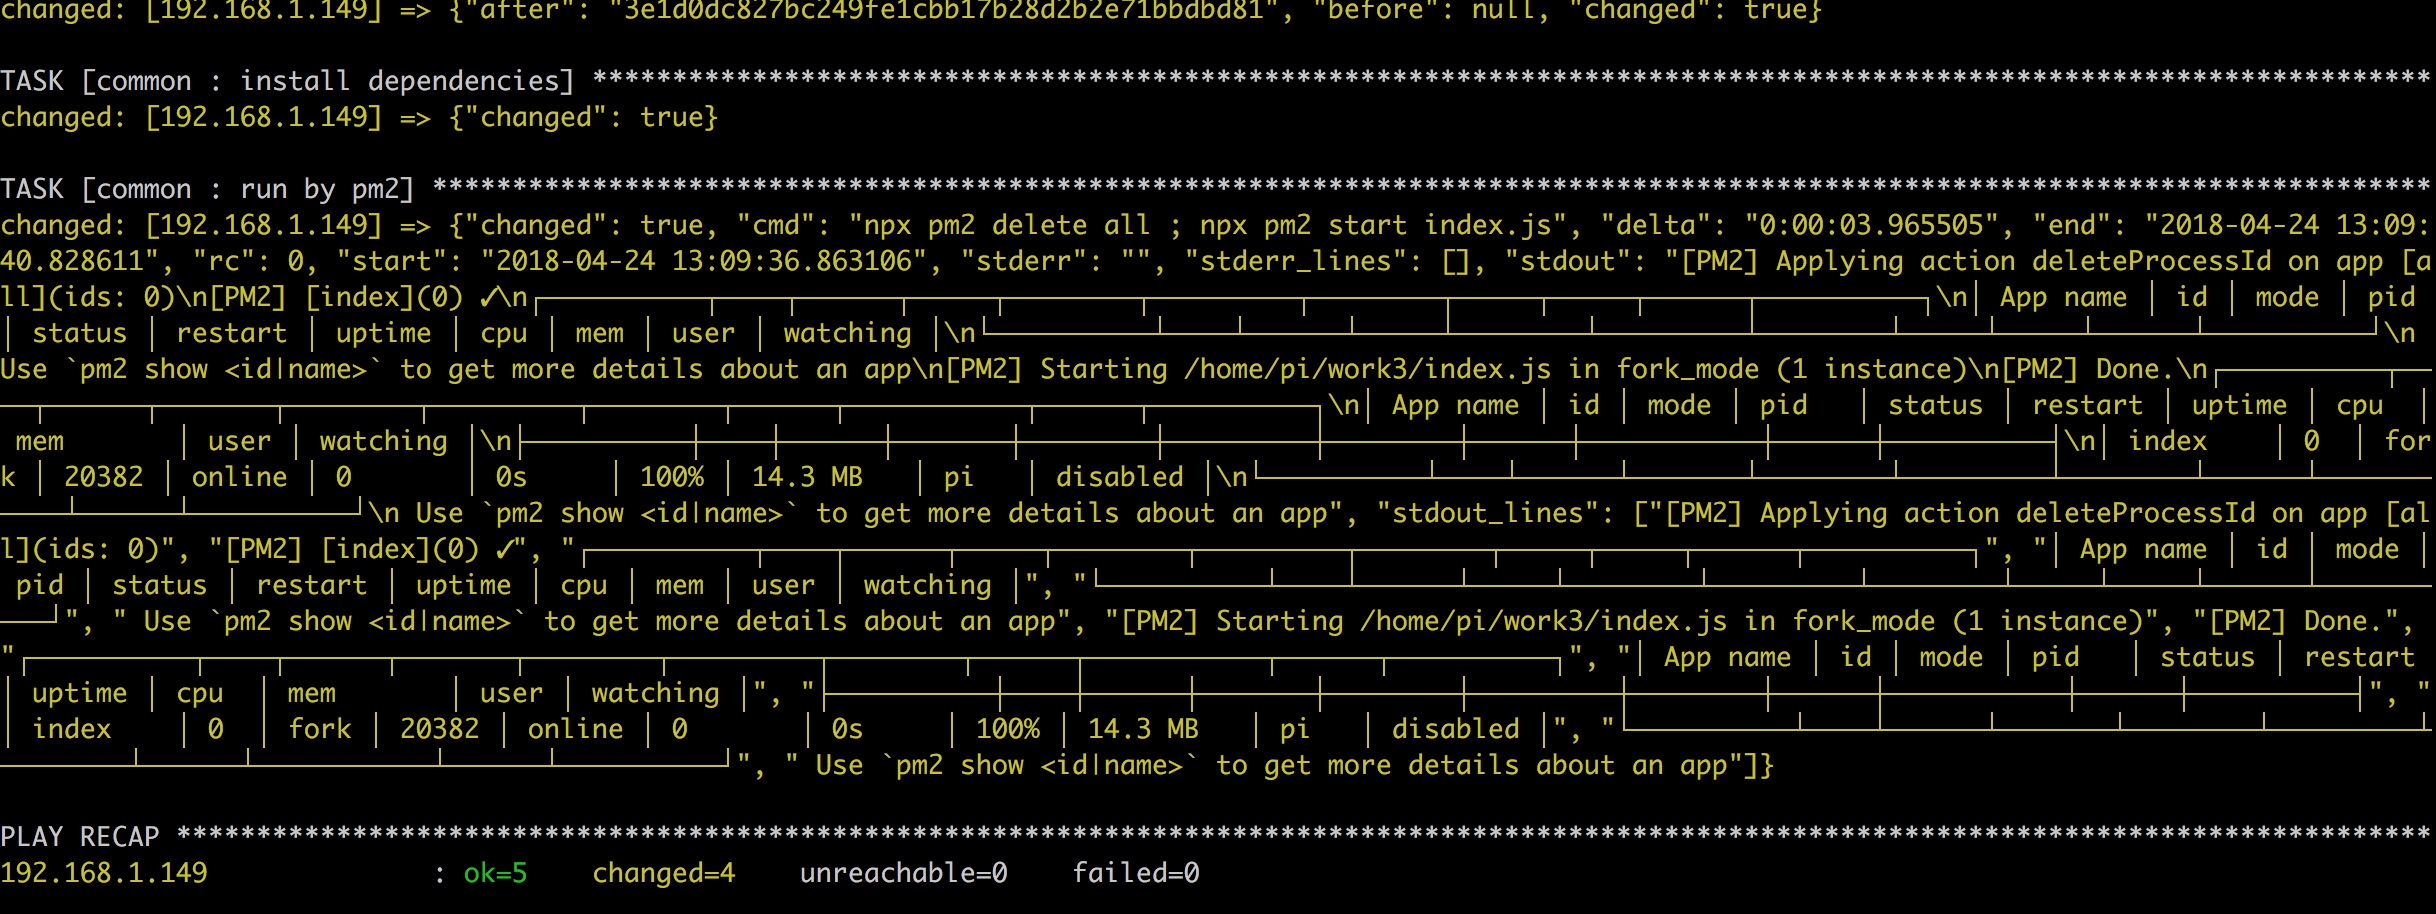 changed: [192.168.1.149] => {"after": "3e1d0dc827bc249fe1cbb17b28d2b2e71bbdbd81", "before": null, "changed": true}
TASK [common : install dependencies] *******************************************************************************************************************
changed: [192.168.1.149] => {"changed": true}
TASK [common : run by pm2] *****************************************************************************************************************************
changed: [192.168.1.149] => {"changed": true, "cmd": "npx pm2 delete all ; npx pm2 start index.js", "delta": "0:00:03.965505", "end": "2018-04-24 13:09:
40.828611", "rc": 0, "start": "2018-04-24 13:09:36.863106", "stderr": "", "stderr_lines": [], "stdout": "[PM2] Applying action deleteProcessId on app [a
ll](ids: 0)\n[PM2] [index](0) ✓\n┌──────────┬────┬──────┬─────┬────────┬─────────┬────────┬─────┬─────┬──────┬──────────┐\n│ App name │ id │ mode │ pid
│ status │ restart │ uptime │ cpu │ mem │ user │ watching │\n└──────────┴────┴──────┴─────┴────────┴─────────┴────────┴─────┴─────┴──────┴──────────┘\n
Use `pm2 show <id|name>` to get more details about an app\n[PM2] Starting /home/pi/work3/index.js in fork_mode (1 instance)\n[PM2] Done.\n┌──────────┬──
──┬──────┬───────┬────────┬─────────┬────────┬──────┬───────────┬──────┬──────────┐\n│ App name │ id │ mode │ pid   │ status │ restart │ uptime │ cpu  │
 mem       │ user │ watching │\n├──────────┼────┼──────┼───────┼────────┼─────────┼────────┼──────┼───────────┼──────┼──────────┤\n│ index    │ 0  │ for
k │ 20382 │ online │ 0       │ 0s     │ 100% │ 14.3 MB   │ pi   │ disabled │\n└──────────┴────┴──────┴───────┴────────┴─────────┴────────┴──────┴───────
────┴──────┴──────────┘\n Use `pm2 show <id|name>` to get more details about an app", "stdout_lines": ["[PM2] Applying action deleteProcessId on app [al
l](ids: 0)", "[PM2] [index](0) ✓", "┌──────────┬────┬──────┬─────┬────────┬─────────┬────────┬─────┬─────┬──────┬──────────┐", "│ App name │ id │ mode │
 pid │ status │ restart │ uptime │ cpu │ mem │ user │ watching │", "└──────────┴────┴──────┴─────┴────────┴─────────┴────────┴─────┴─────┴──────┴───────
───┘", " Use `pm2 show <id|name>` to get more details about an app", "[PM2] Starting /home/pi/work3/index.js in fork_mode (1 instance)", "[PM2] Done.",
"┌──────────┬────┬──────┬───────┬────────┬─────────┬────────┬──────┬───────────┬──────┬──────────┐", "│ App name │ id │ mode │ pid   │ status │ restart
│ uptime │ cpu  │ mem       │ user │ watching │", "├──────────┼────┼──────┼───────┼────────┼─────────┼────────┼──────┼───────────┼──────┼──────────┤", "
│ index    │ 0  │ fork │ 20382 │ online │ 0       │ 0s     │ 100% │ 14.3 MB   │ pi   │ disabled │", "└──────────┴────┴──────┴───────┴────────┴─────────┴
────────┴──────┴───────────┴──────┴──────────┘", " Use `pm2 show <id|name>` to get more details about an app"]}
PLAY RECAP *********************************************************************************************************************************************
192.168.1.149              : ok=5    changed=4    unreachable=0    failed=0